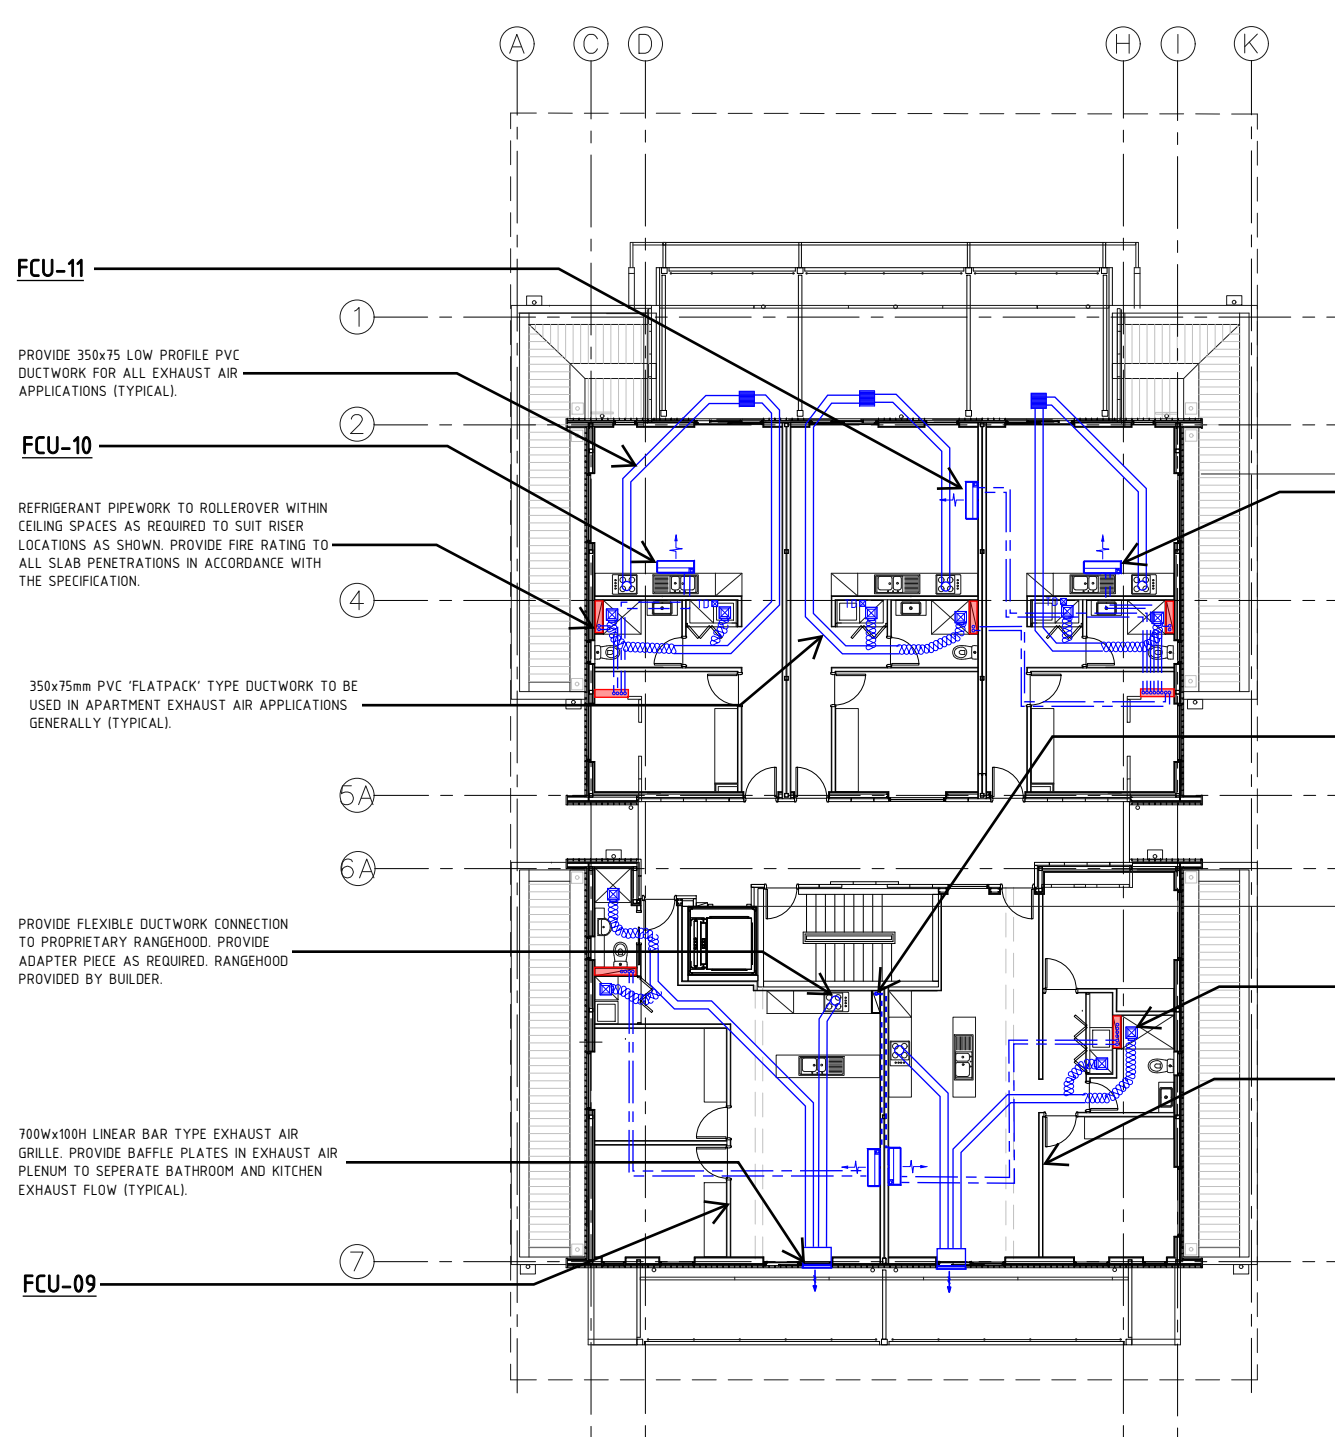 A C D H I K
FCU-11
1
PROVIDE 350x75 LOW PROFILE PVC
DUCTWORK FOR ALL EXHAUST AIR
APPLICATIONS (TYPICAL).
2
FCU-10
REFRIGERANT PIPEWORK TO ROLLOVER WITHIN
CEILING SPACES AS REQUIRED TO SUIT RISER
LOCATIONS AS SHOWN. PROVIDE FIRE RATING TO
ALL SLAB PENETRATIONS IN ACCORDANCE WITH
THE SPECIFICATION.
4
350x75mm PVC 'FLATPACK' TYPE DUCTWORK TO BE
USED IN APARTMENT EXHAUST AIR APPLICATIONS
GENERALLY (TYPICAL).
5A
6A
PROVIDE FLEXIBLE DUCTWORK CONNECTION
TO PROPRIETARY RANGEHOOD. PROVIDE
ADAPTER PIECE AS REQUIRED. RANGEHOOD
PROVIDED BY BUILDER.
700Wx100H LINEAR BAR TYPE EXHAUST AIR
GRILLE. PROVIDE BAFFLE PLATES IN EXHAUST AIR
PLENUM TO SEPERATE BATHROOM AND KITCHEN
EXHAUST FLOW (TYPICAL).
7
FCU-09